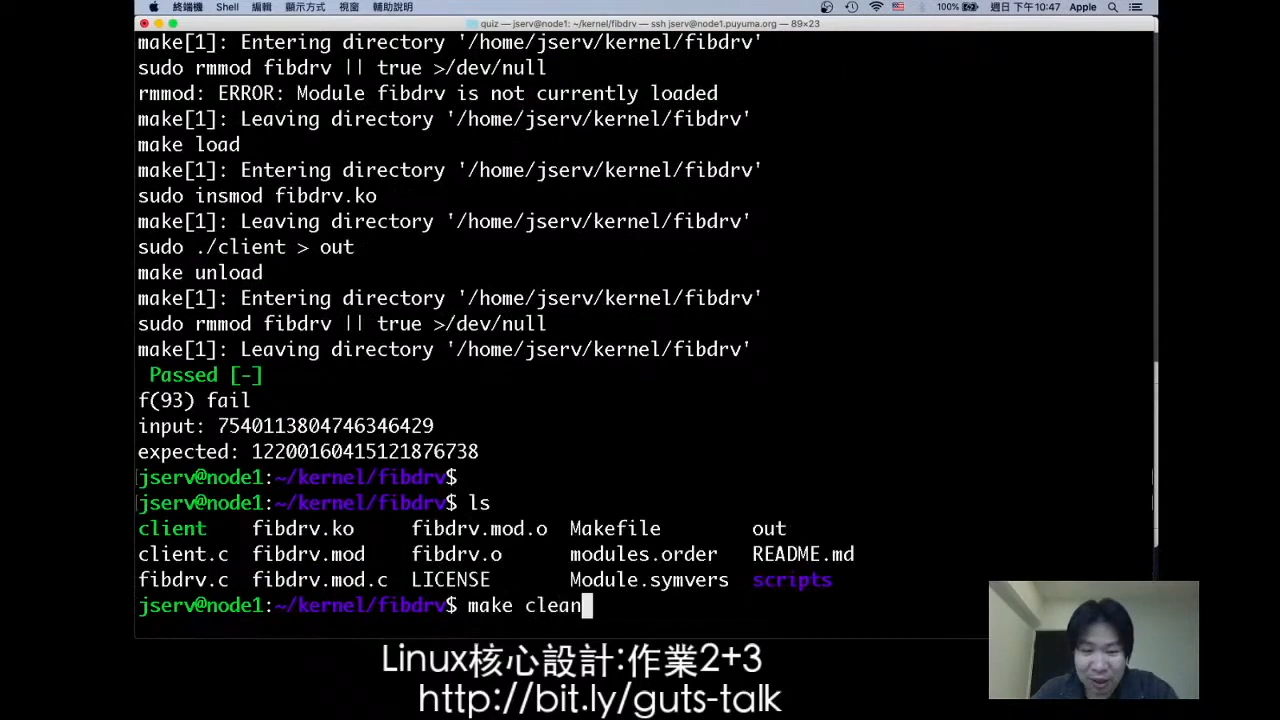 終端機 Shell 編輯 顯示方式 視窗 輔助說明 100% 週日 下午10:47 Apple
quiz — jserv@node1: ~/kernel/fibdrv — ssh jserv@node1.puyuma.org — 89×23
make[1]: Entering directory '/home/jserv/kernel/fibdrv'
sudo rmmod fibdrv || true >/dev/null
rmmod: ERROR: Module fibdrv is not currently loaded
make[1]: Leaving directory '/home/jserv/kernel/fibdrv'
make load
make[1]: Entering directory '/home/jserv/kernel/fibdrv'
sudo insmod fibdrv.ko
make[1]: Leaving directory '/home/jserv/kernel/fibdrv'
sudo ./client > out
make unload
make[1]: Entering directory '/home/jserv/kernel/fibdrv'
sudo rmmod fibdrv || true >/dev/null
make[1]: Leaving directory '/home/jserv/kernel/fibdrv'
Passed [-]
f(93) fail
input: 7540113804746346429
expected: 12200160415121876738
jserv@node1:~/kernel/fibdrv$
jserv@node1:~/kernel/fibdrv$ ls
client fibdrv.ko fibdrv.mod.o Makefile out
client.c fibdrv.mod fibdrv.o modules.order README.md
fibdrv.c fibdrv.mod.c LICENSE Module.symvers scripts
jserv@node1:~/kernel/fibdrv$ make clean
Linux核心設計:作業2+3
http://bit.ly/guts-talk